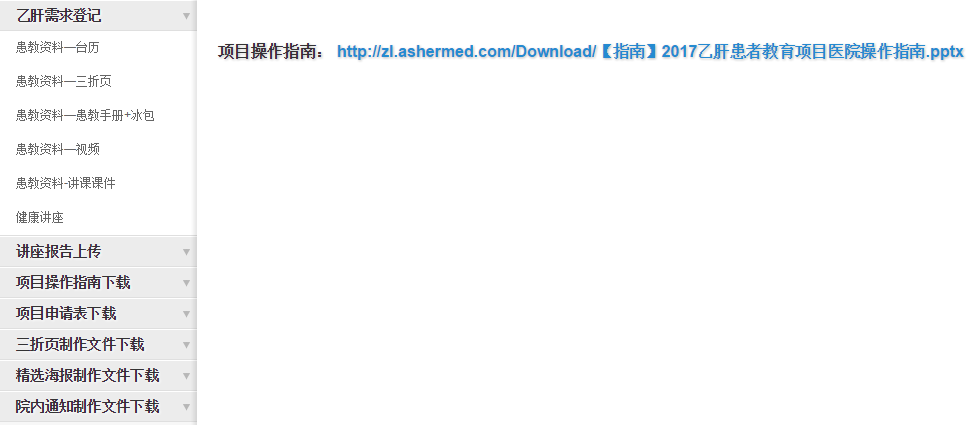 乙肝需求登记
患教资料—台历
患教资料—三折页
患教资料—患教手册+冰包
患教资料—视频
患教资料-讲课课件
健康讲座
讲座报告上传
项目操作指南下载
项目申请表下载
三折页制作文件下载
精选海报制作文件下载
院内通知制作文件下载
项目操作指南： http://zl.ashermed.com/Download/【指南】2017乙肝患者教育项目医院操作指南.pptx